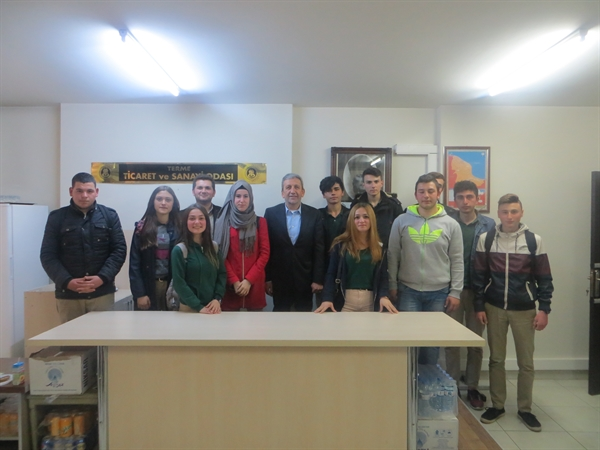 TERME
TİCARET ve SANAYİ ODASI